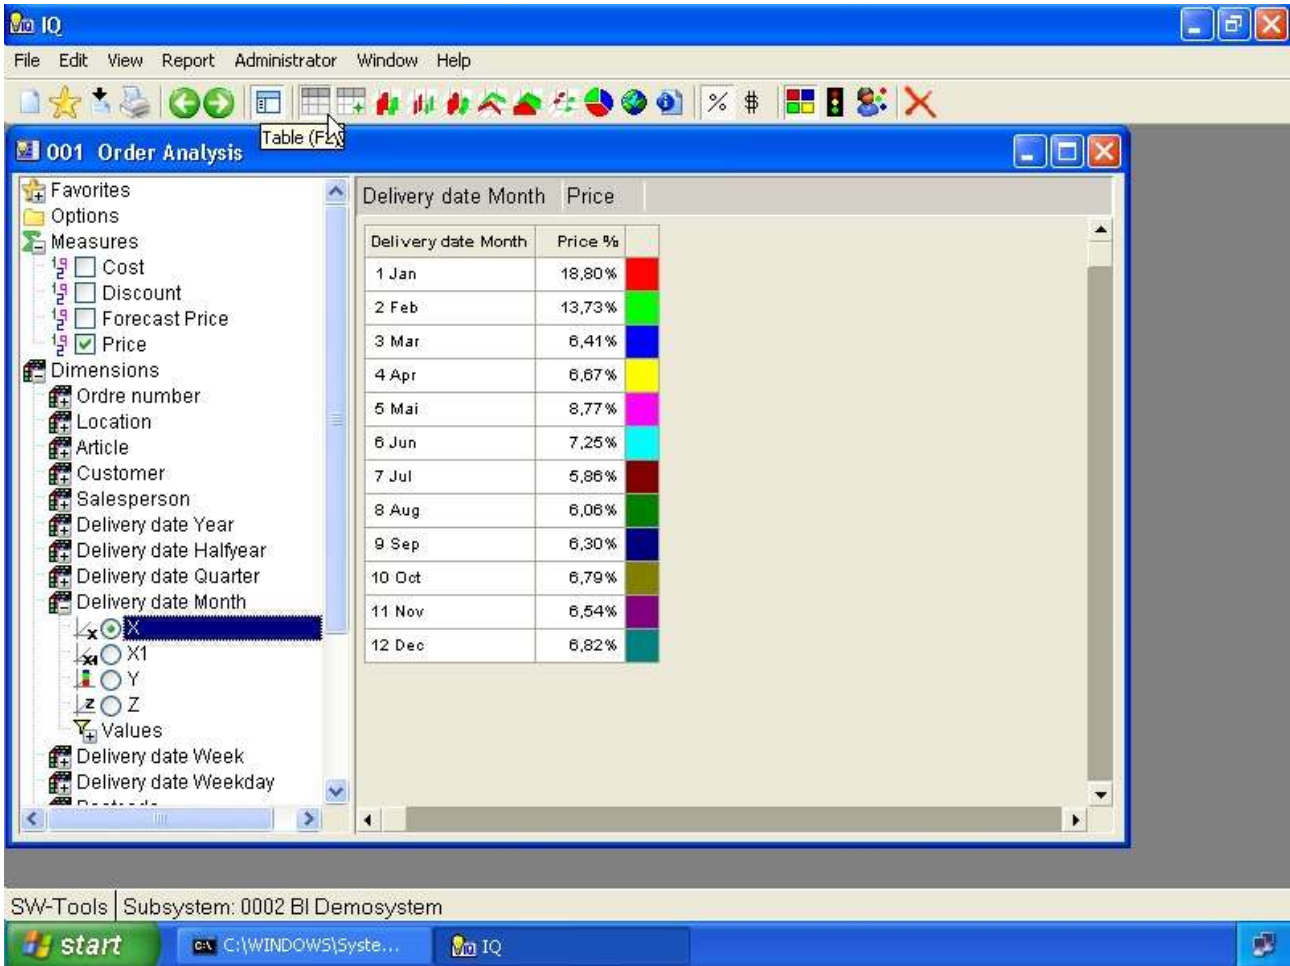 IQ
File Edit View Report Administrator Window Help
% $
Table (F2)
001 Order Analysis
Favorites
Options
Measures
Cost
Discount
Forecast Price
Price
Dimensions
Ordre number
Location
Article
Customer
Salesperson
Delivery date Year
Delivery date Halfyear
Delivery date Quarter
Delivery date Month
X
X1
Y
Z
Values
Delivery date Week
Delivery date Weekday
Delivery date Month Price
Delivery date Month Price %
1 Jan 18,80%
2 Feb 13,73%
3 Mar 6,41%
4 Apr 6,67%
5 Mai 8,77%
6 Jun 7,25%
7 Jul 5,86%
8 Aug 6,06%
9 Sep 6,30%
10 Oct 6,79%
11 Nov 6,54%
12 Dec 6,82%
SW-Tools Subsystem: 0002 BI Demosystem
start C:\WINDOWS\Syste... IQ